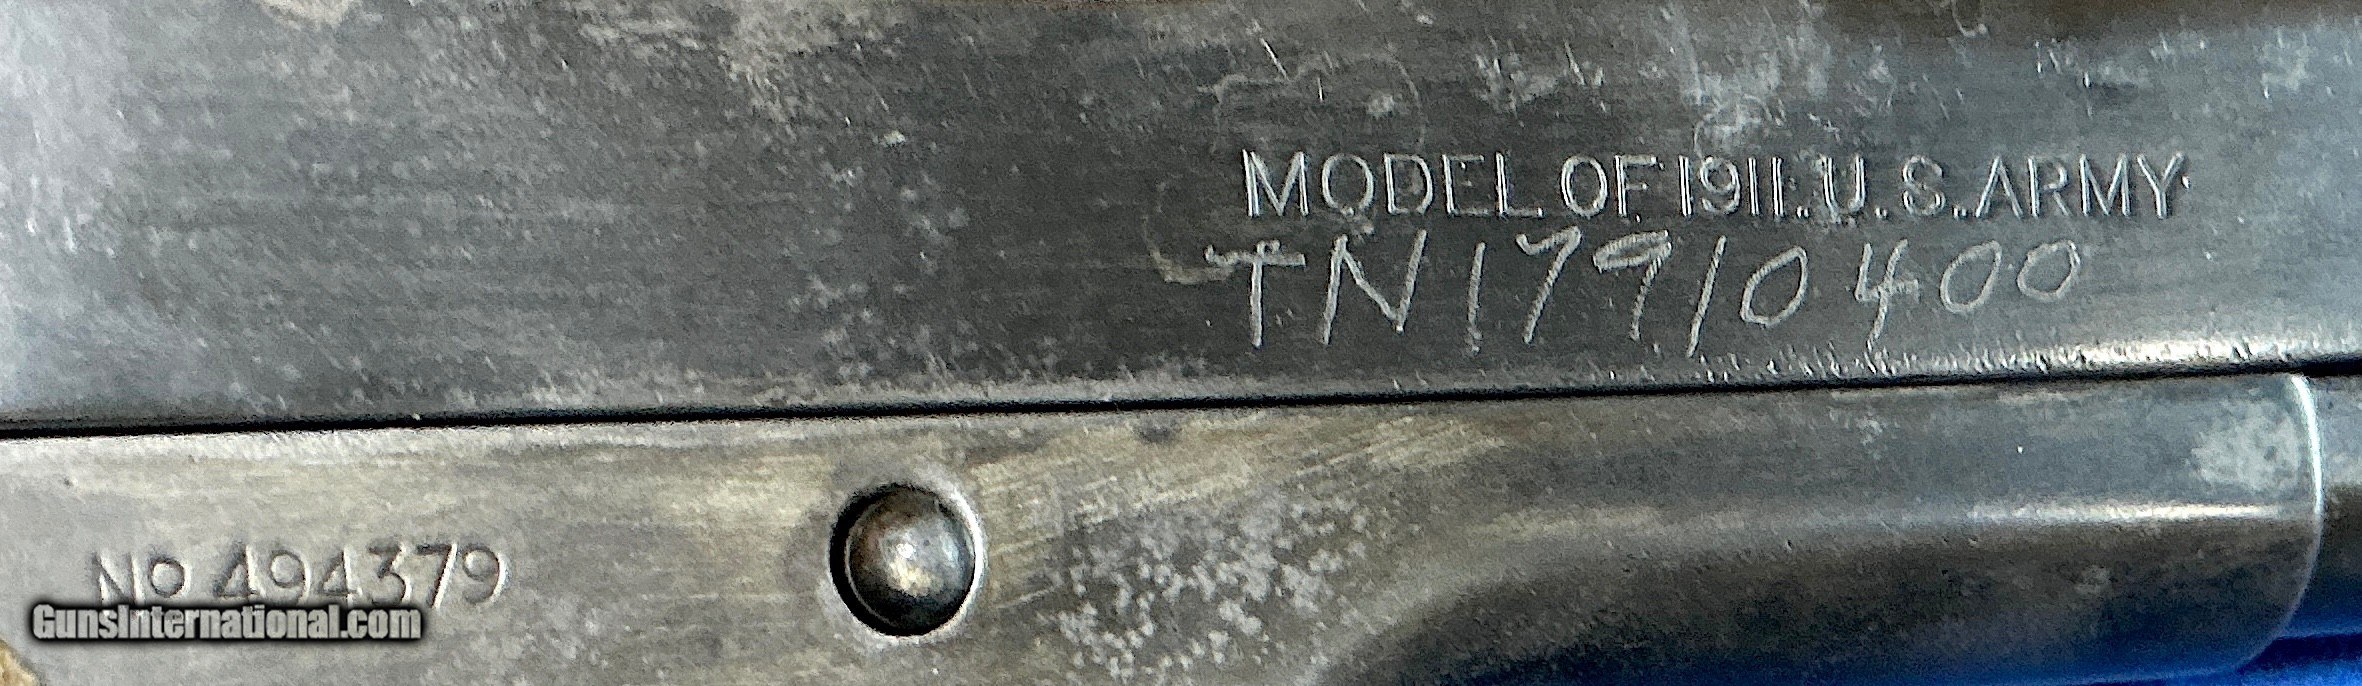 MODEL OF 1911. U. S. ARMY
TN17910400
No 494379
GunsInternational.com